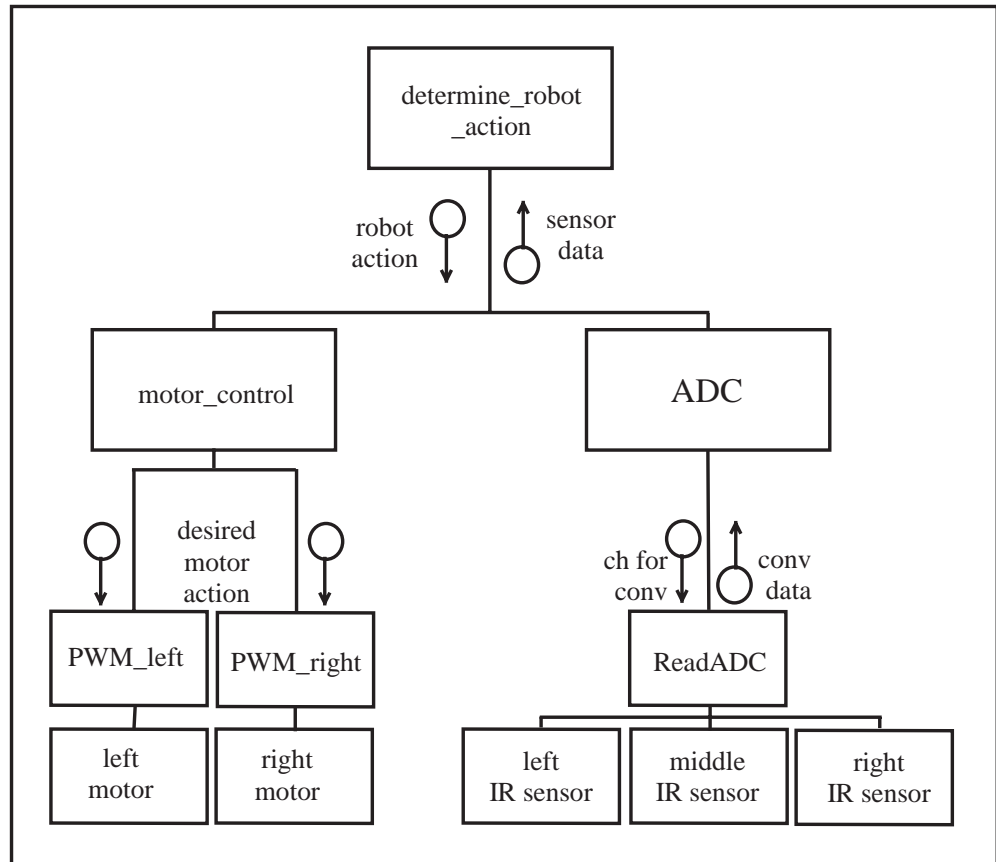 determine_robot
_action
robot
action
sensor
data
motor_control
ADC
desired
motor
action
ch for
conv
conv
data
PWM_left
PWM_right
ReadADC
left
motor
right
motor
left
IR sensor
middle
IR sensor
right
IR sensor